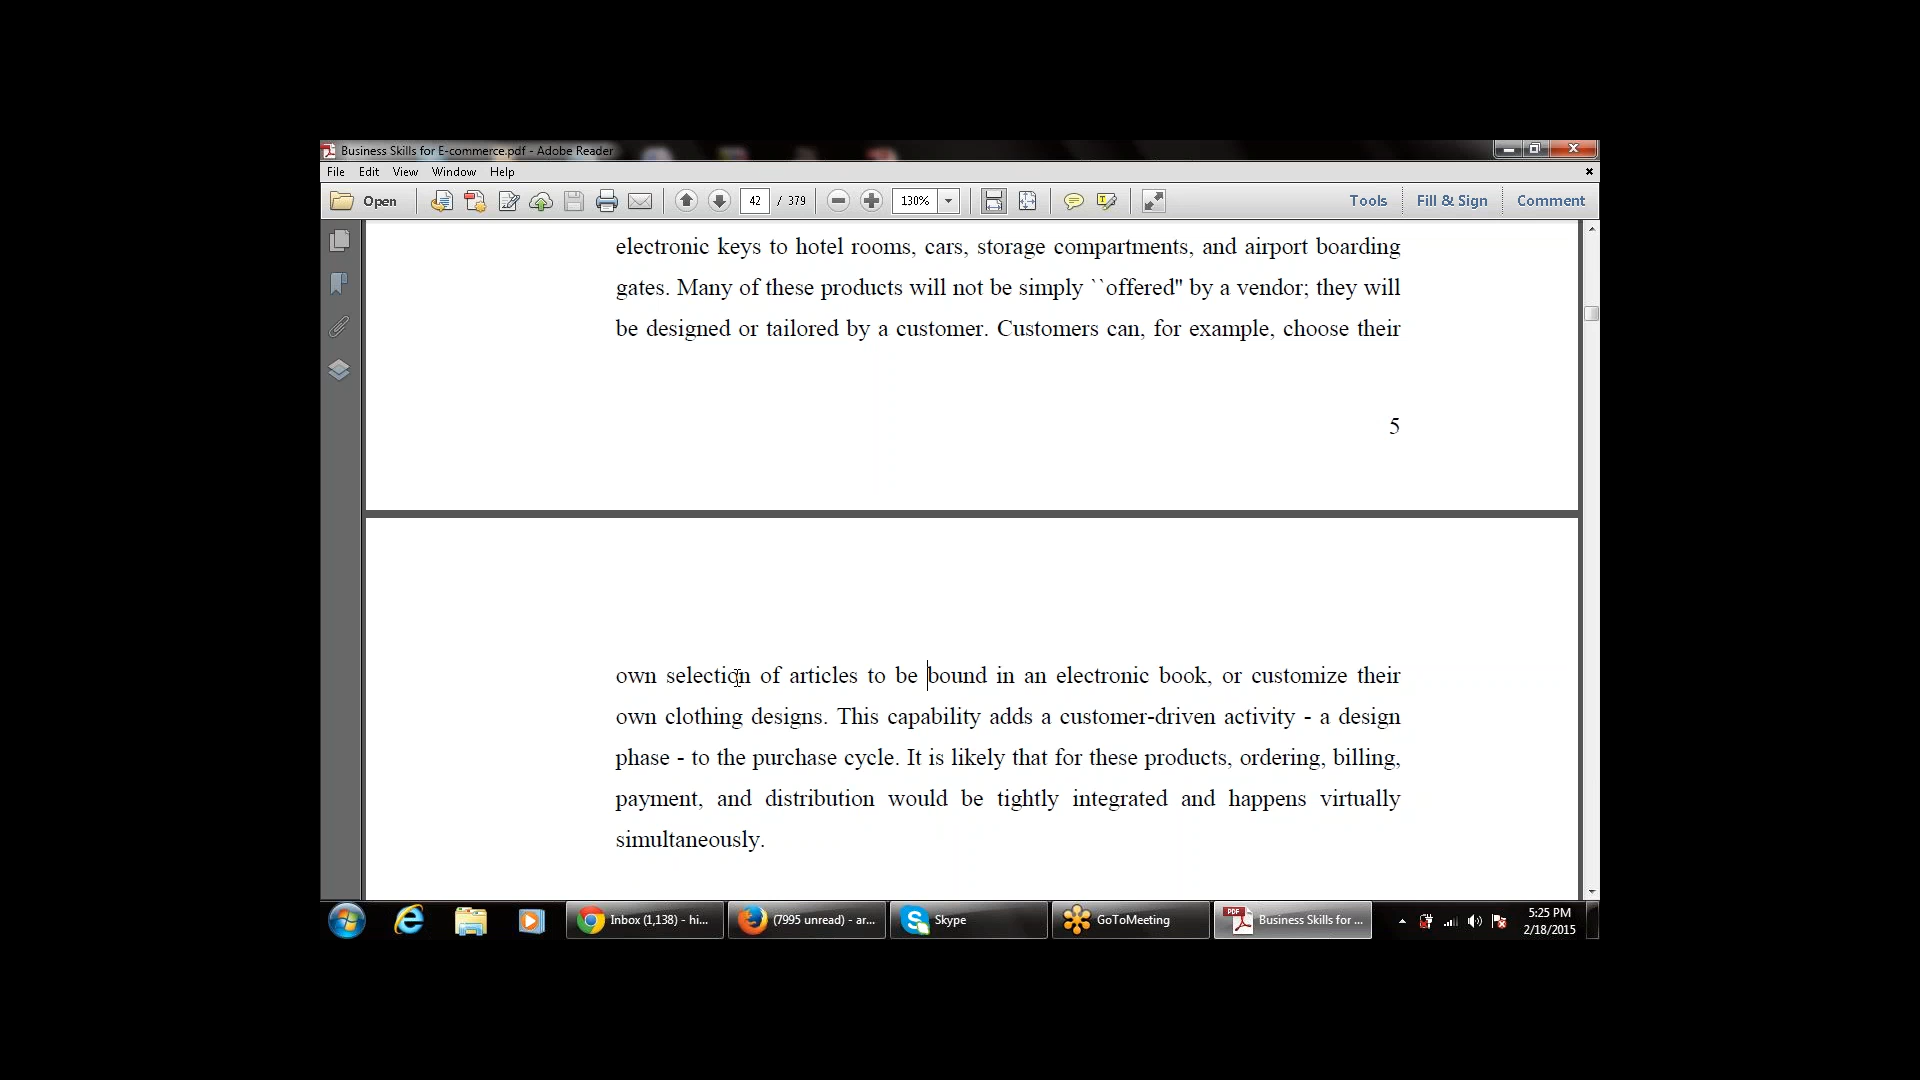 Business Skills for E-commerce.pdf - Adobe Reader
File Edit View Window Help
Open 42 / 379 130% Tools Fill & Sign Comment
electronic keys to hotel rooms, cars, storage compartments, and airport boarding
gates. Many of these products will not be simply ``offered" by a vendor; they will
be designed or tailored by a customer. Customers can, for example, choose their
5
own selection of articles to be bound in an electronic book, or customize their
own clothing designs. This capability adds a customer-driven activity - a design
phase - to the purchase cycle. It is likely that for these products, ordering, billing,
payment, and distribution would be tightly integrated and happens virtually
simultaneously.
Inbox (1,138) - hi... (7995 unread) - ar... Skype GoToMeeting PDF Business Skills for ... 5:25 PM
2/18/2015